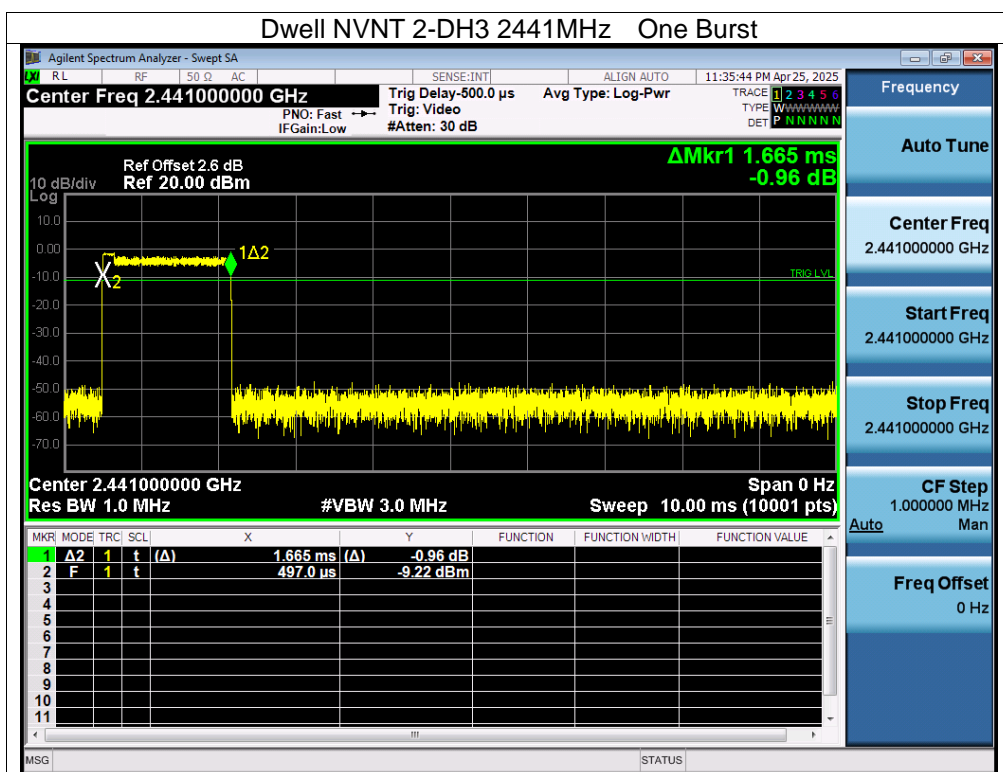 Dwell NVNT 2-DH3 2441MHz One Burst
Agilent Spectrum Analyzer - Swept SA
LXI RL RF 50 Ω AC SENSE:INT ALIGN AUTO 11:35:44 PM Apr 25, 2025
Center Freq 2.441000000 GHz
PNO: Fast
IFGain:Low
Trig Delay-500.0 µs
Trig: Video
#Atten: 30 dB
Avg Type: Log-Pwr
TRACE 1 2 3 4 5 6
TYPE WWWWWWW
DET P N N N N N
Frequency
Auto Tune
Center Freq
2.441000000 GHz
Start Freq
2.441000000 GHz
Stop Freq
2.441000000 GHz
CF Step
1.000000 MHz
Auto Man
Freq Offset
0 Hz
ΔMkr1 1.665 ms
-0.96 dB
Ref Offset 2.6 dB
10 dB/div Ref 20.00 dBm
Log
10.0
0.00
-10.0
-20.0
-30.0
-40.0
-50.0
-60.0
-70.0
1Δ2
2
TRIG LVL
Center 2.441000000 GHz Span 0 Hz
Res BW 1.0 MHz #VBW 3.0 MHz Sweep 10.00 ms (10001 pts)
MKR MODE TRC SCL X Y FUNCTION FUNCTION WIDTH FUNCTION VALUE
1 Δ2 1 t (Δ) 1.665 ms (Δ) -0.96 dB
2 F 1 t 497.0 µs -9.22 dBm
3
4
5
6
7
8
9
10
11
MSG STATUS